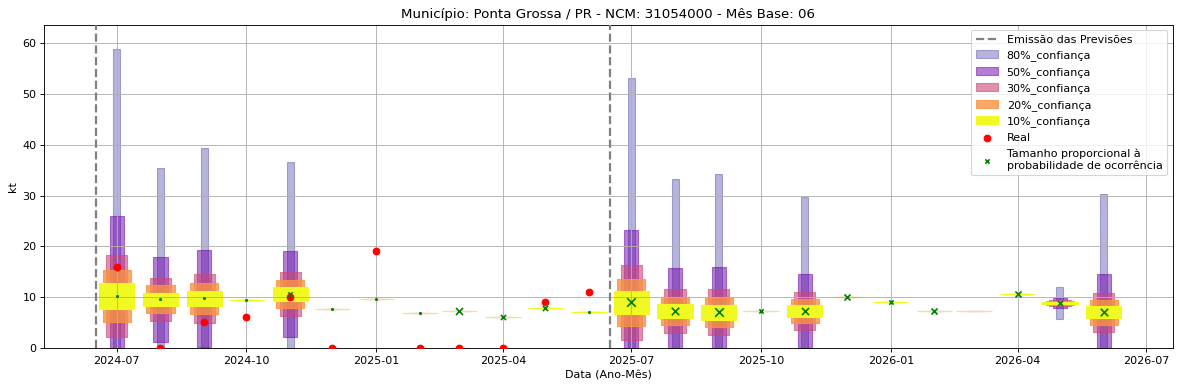 Município: Ponta Grossa / PR - NCM: 31054000 - Mês Base: 06
60
50
40
30
20
10
0
kt
Emissão das Previsões
80%_confiança
50%_confiança
30%_confiança
20%_confiança
10%_confiança
Real
Tamanho proporcional à
probabilidade de ocorrência
2024-07
2024-10
2025-01
2025-04
2025-07
2025-10
2026-01
2026-04
2026-07
Data (Ano-Mês)